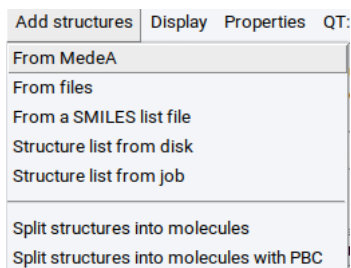 Add structures Display Properties QT:
From MedeA
From files
From a SMILES list file
Structure list from disk
Structure list from job
Split structures into molecules
Split structures into molecules with PBC